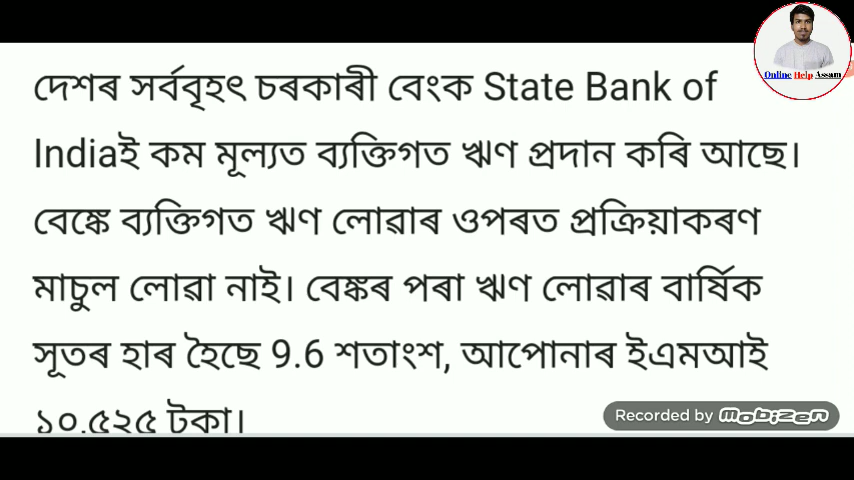 Online Help Assam
দেশৰ সৰ্ববৃহৎ চৰকাৰী বেংক State Bank of
Indiaই কম মূল্যত ব্যক্তিগত ঋণ প্ৰদান কৰি আছে।
বেঙ্কে ব্যক্তিগত ঋণ লোৱাৰ ওপৰত প্ৰক্ৰিয়াকৰণ
মাচুল লোৱা নাই। বেঙ্কৰ পৰা ঋণ লোৱাৰ বাৰ্ষিক
সূতৰ হাৰ হৈছে 9.6 শতাংশ, আপোনাৰ ইএমআই
১০,৫২৫ টকা।
Recorded by mobizen